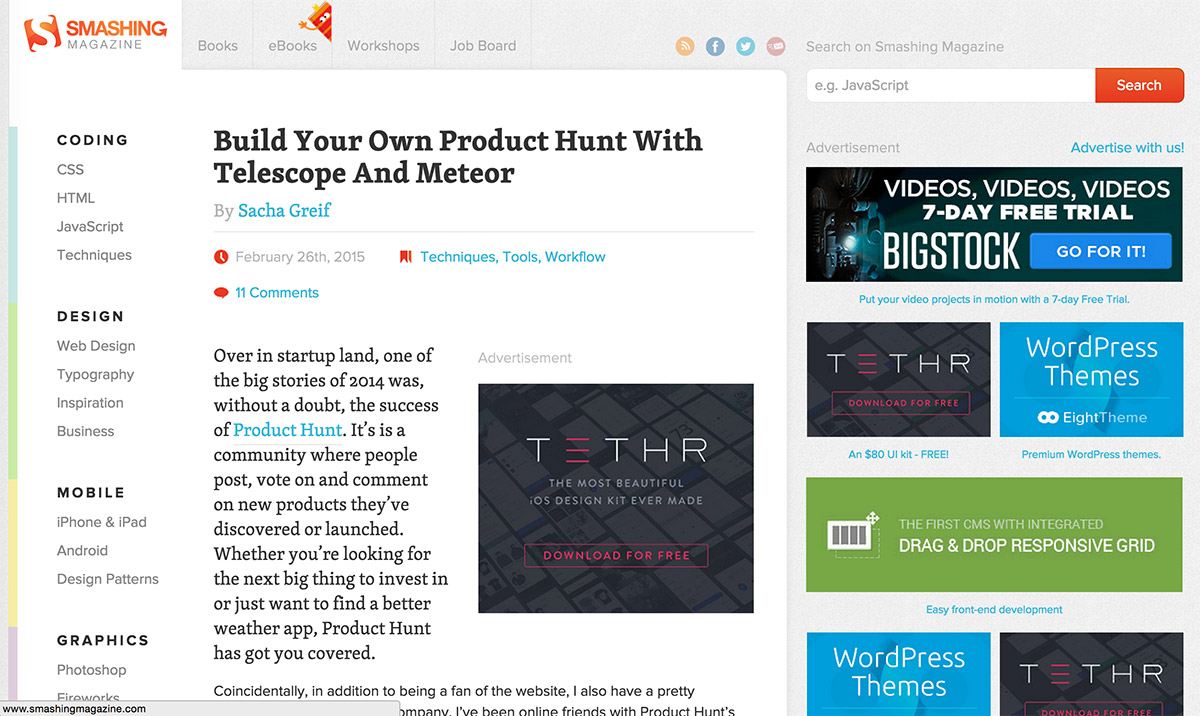 SMASHING
MAGAZINE
Books
eBooks
Workshops
Job Board
Search on Smashing Magazine
e.g. JavaScript
Search
CODING
CSS
HTML
JavaScript
Techniques
DESIGN
Web Design
Typography
Inspiration
Business
MOBILE
iPhone & iPad
Android
Design Patterns
GRAPHICS
Photoshop
Fireworks
www.smashingmagazine.com
Build Your Own Product Hunt With
Telescope And Meteor
By Sacha Greif
February 26th, 2015
Techniques, Tools, Workflow
11 Comments
Over in startup land, one of
the big stories of 2014 was,
without a doubt, the success
of Product Hunt. It’s is a
community where people
post, vote on and comment
on new products they’ve
discovered or launched.
Whether you’re looking for
the next big thing to invest in
or just want to find a better
weather app, Product Hunt
has got you covered.
Advertisement
TETHR
THE MOST BEAUTIFUL
iOS DESIGN KIT EVER MADE
DOWNLOAD FOR FREE
Coincidentally, in addition to being a fan of the website, I also have a pretty
ompany. I’ve been online friends with Product Hunt’s
Advertisement
Advertise with us!
VIDEOS, VIDEOS, VIDEOS
7-DAY FREE TRIAL
BIGSTOCK
GO FOR IT!
Put your video projects in motion with a 7-day Free Trial.
TETHR
DOWNLOAD FOR FREE
An $80 UI kit - FREE!
WordPress
Themes
EightTheme
Premium WordPress themes.
THE FIRST CMS WITH INTEGRATED
DRAG & DROP RESPONSIVE GRID
Easy front-end development
WordPress
Themes
TETHR
DOWNLOAD FOR FREE